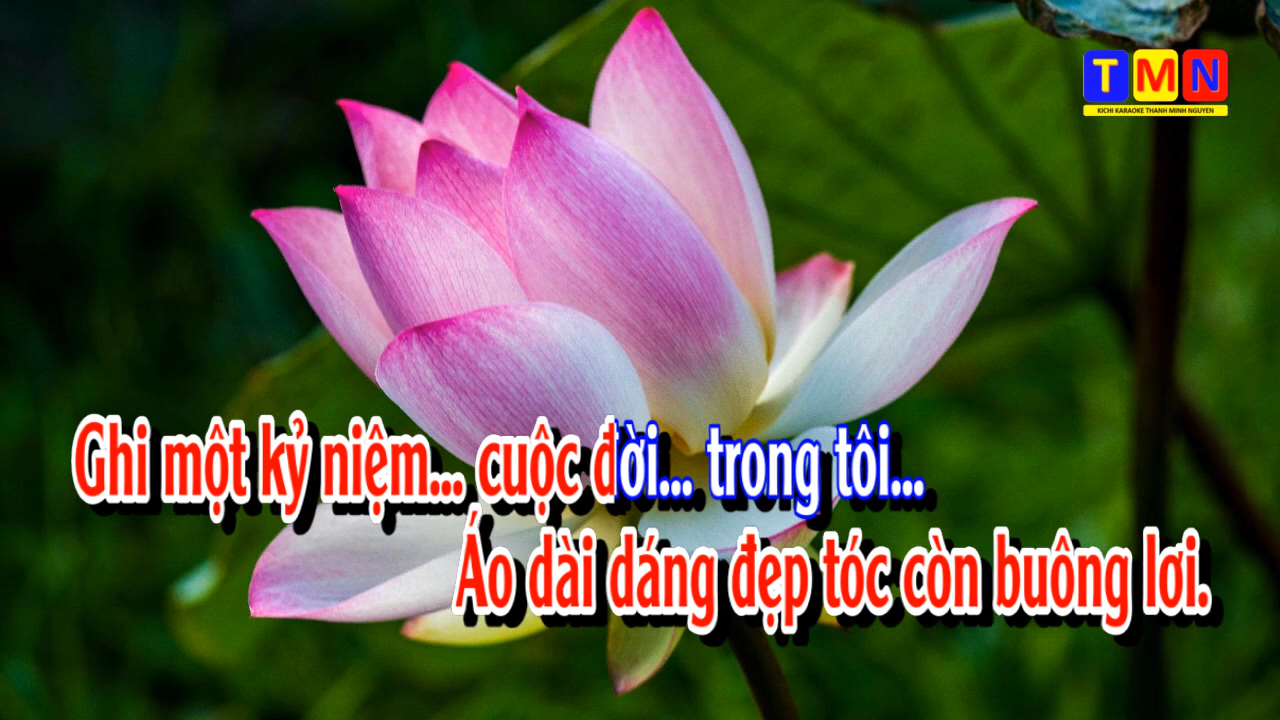 TMN
KICHI KARAOKE THANH MINH NGUYEN
Ghi một kỷ niệm... cuộc đời... trong tôi...
Áo dài dáng đẹp tóc còn buông lơi.